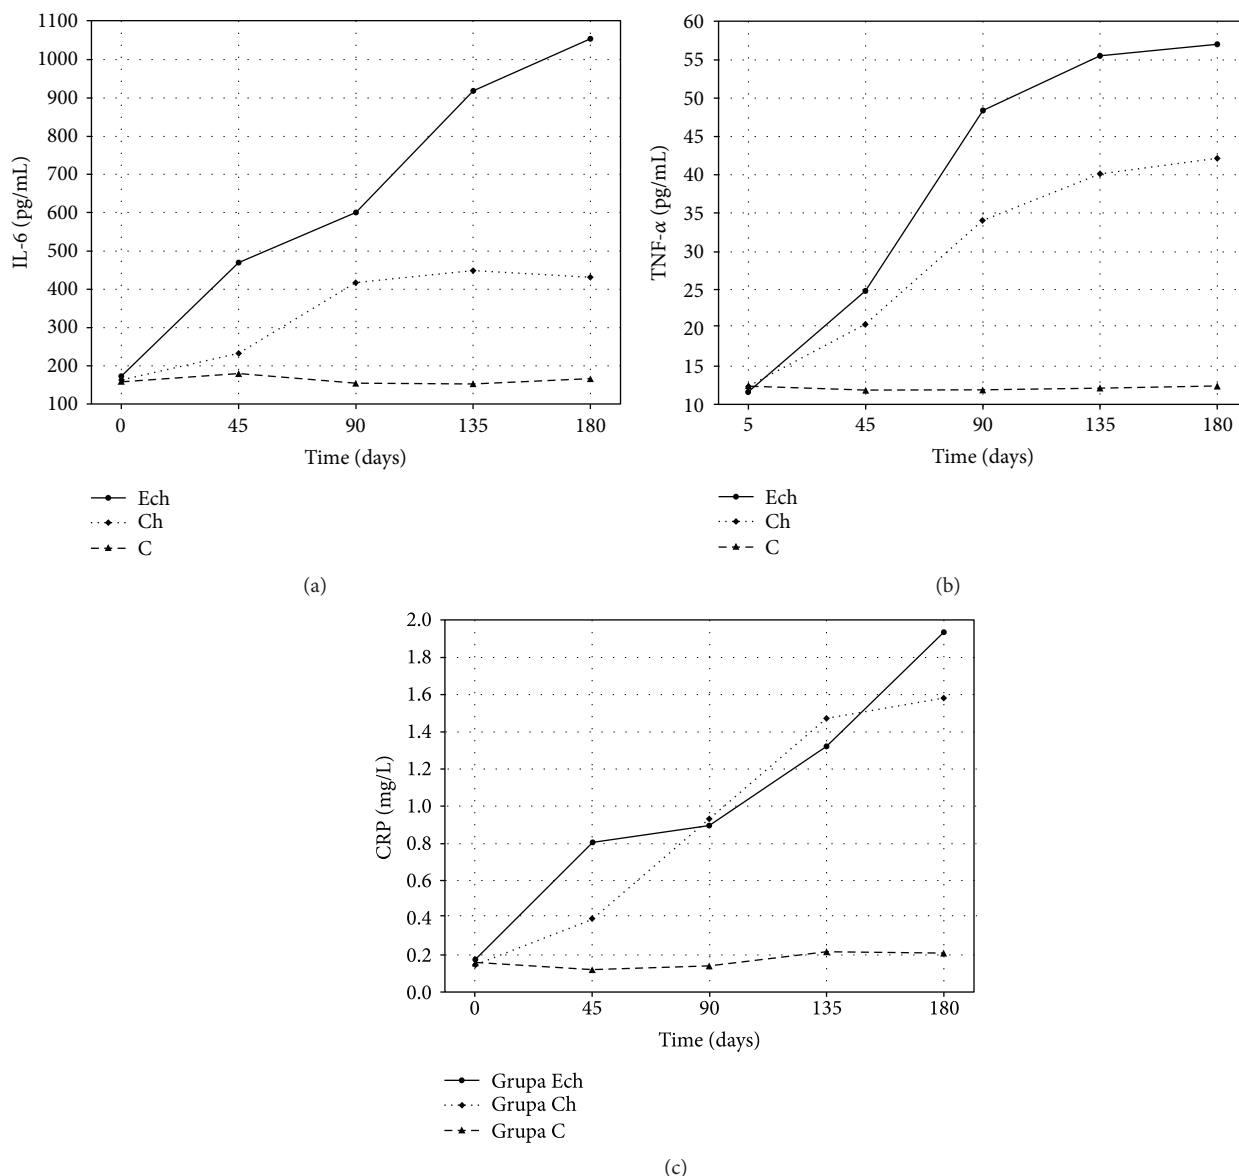 1100
1000
900
800
700
600
500
400
300
200
100
IL-6 (pg/mL)
0 45 90 135 180
Time (days)
Ech
Ch
C
(a)
60
55
50
45
40
35
30
25
20
15
10
TNF-α (pg/mL)
5 45 90 135 180
Time (days)
Ech
Ch
C
(b)
2.0
1.8
1.6
1.4
1.2
1.0
0.8
0.6
0.4
0.2
0.0
CRP (mg/L)
0 45 90 135 180
Time (days)
Grupa Ech
Grupa Ch
Grupa C
(c)